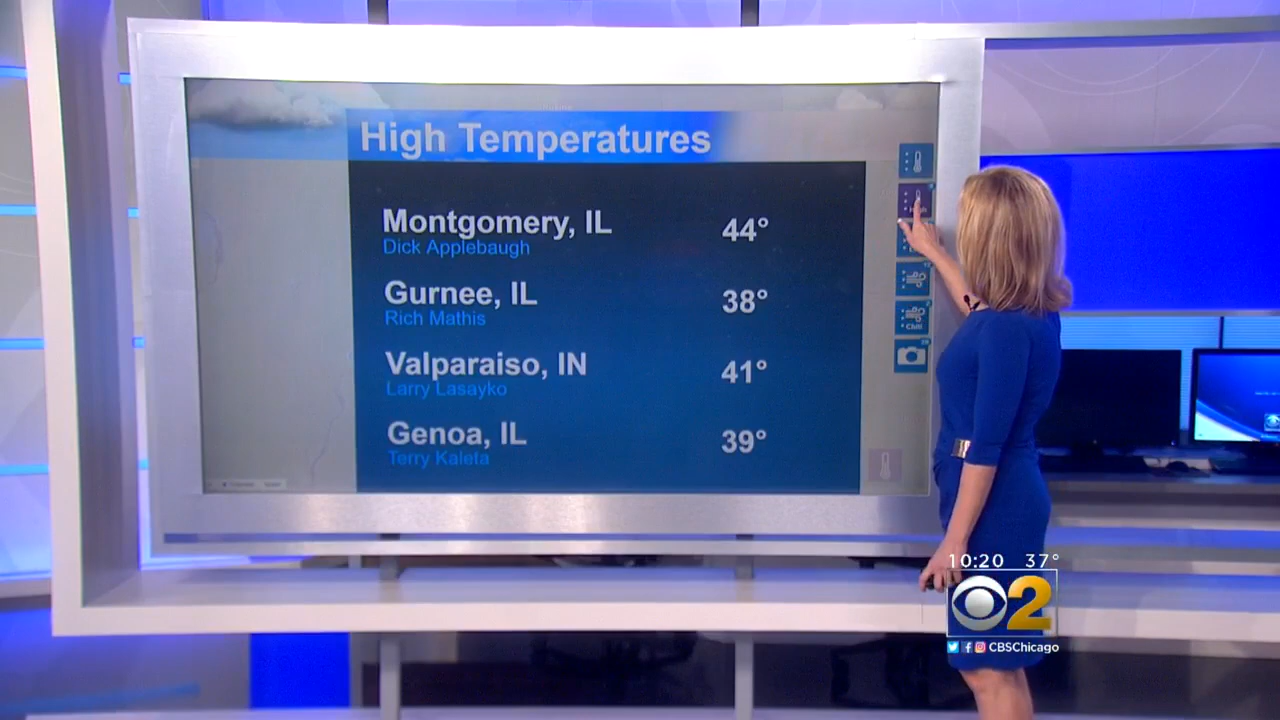 High Temperatures
Montgomery, IL 44°
Dick Applebaugh
Gurnee, IL 38°
Rich Mathis
Valparaiso, IN 41°
Larry Lasayko
Genoa, IL 39°
Terry Kaleta
Chill
10:20 37°
2
CBSChicago